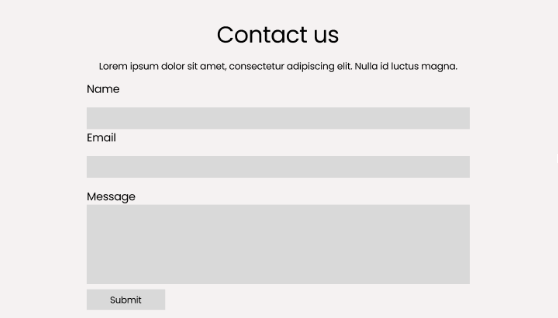 Contact us
Lorem ipsum dolor sit amet, consectetur adipiscing elit. Nulla id luctus magna.
Name
Email
Message
Submit